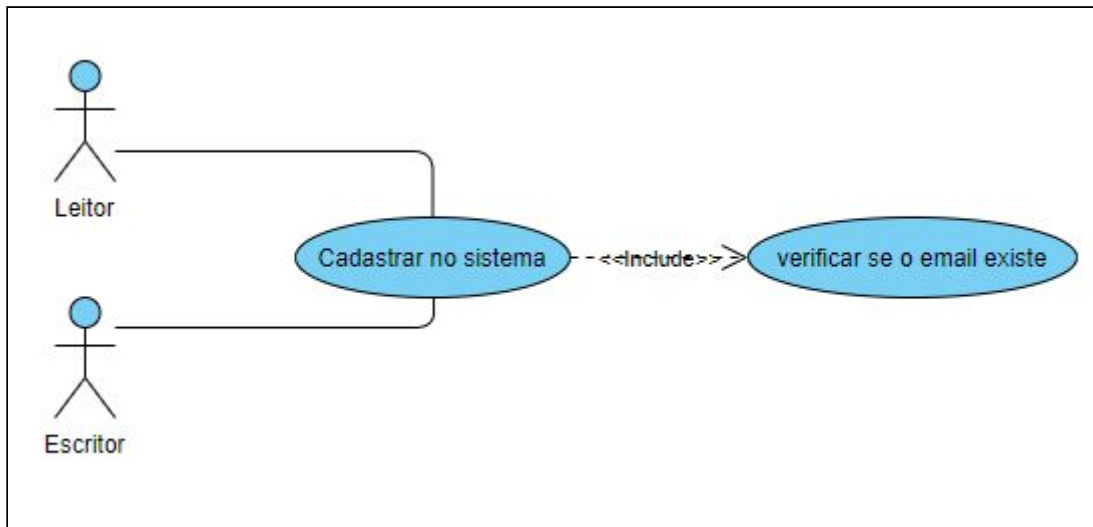 Leitor
Cadastrar no sistema
<<Include>>
verificar se o email existe
Escritor